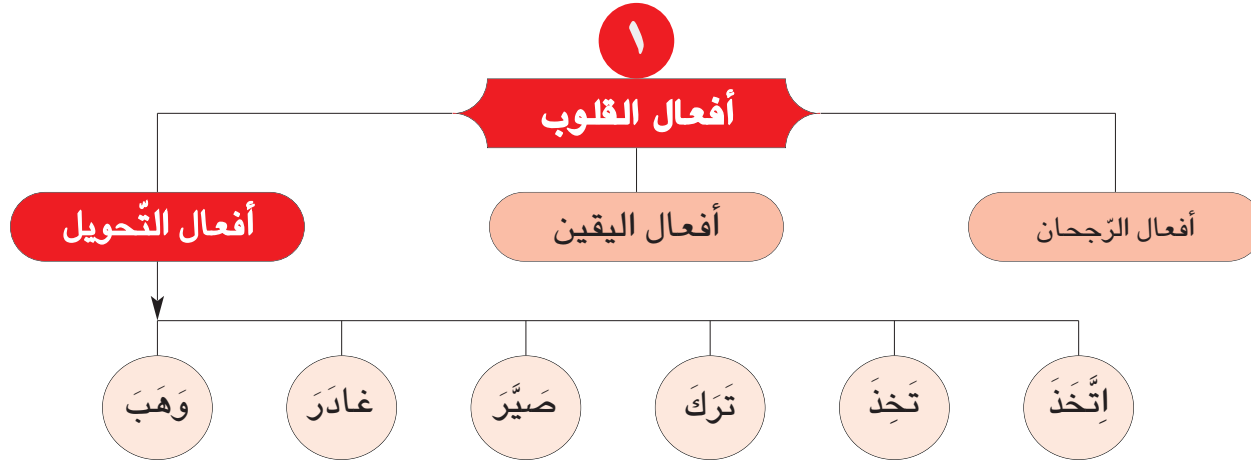 ١
أفعال القلوب
أفعال الرّجحان
أفعال اليقين
أفعال التّحويل
اِتَّخَذَ
تَخِذَ
تَرَكَ
صَيَّرَ
غادَرَ
وَهَبَ